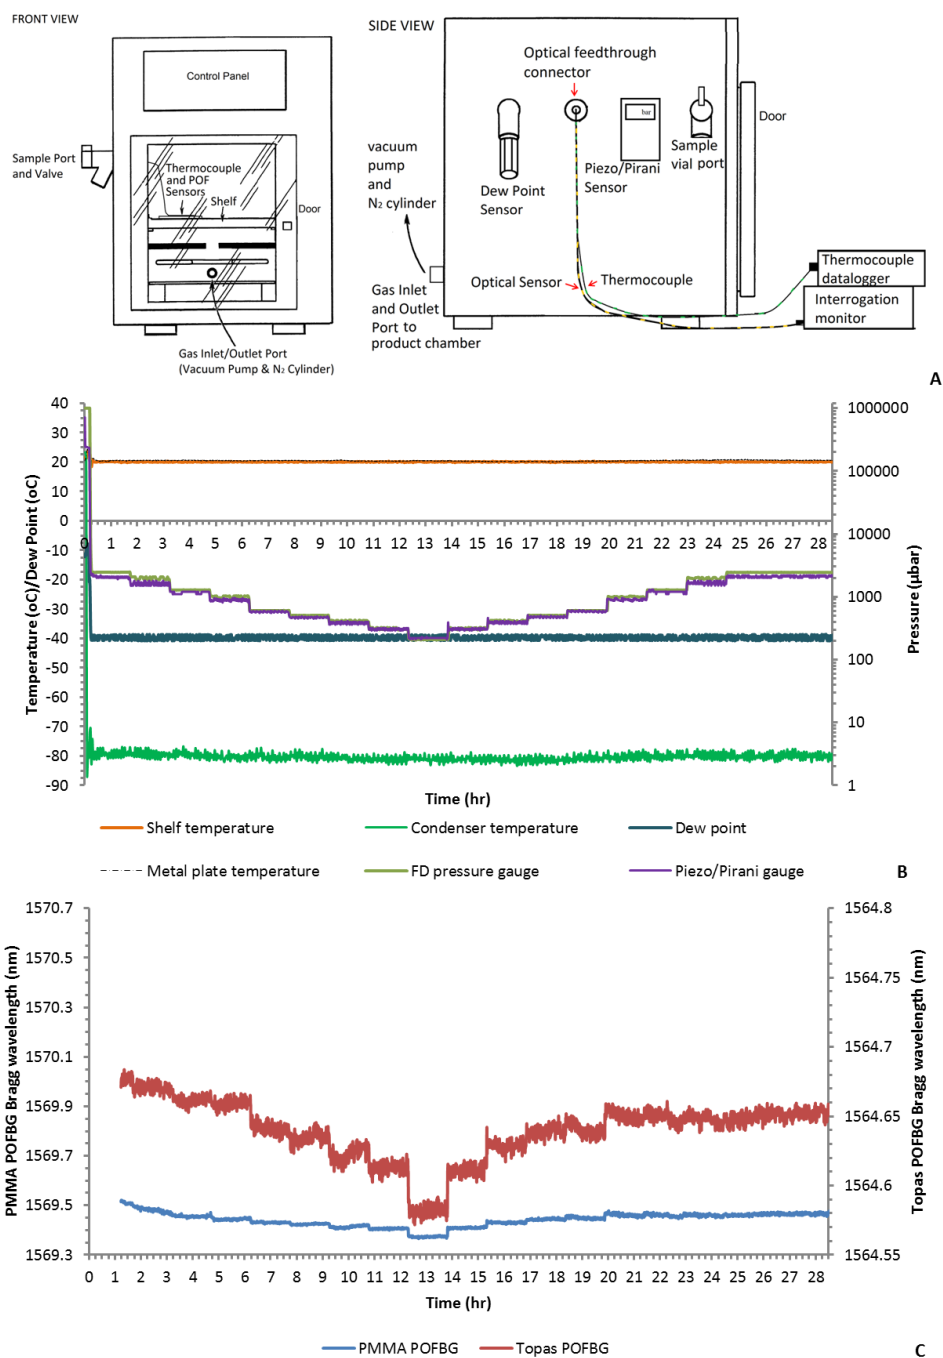 FRONT VIEW
Control Panel
Sample Port
and Valve
Thermocouple
and POF
Sensors
Shelf
Door
Gas Inlet/Outlet Port
(Vacuum Pump & N2 Cylinder)
SIDE VIEW
Optical feedthrough
connector
bar
Door
vacuum
pump
and
N2 cylinder
Dew Point
Sensor
Piezo/Pirani
Sensor
Sample
vial port
Optical Sensor
Thermocouple
Gas Inlet
and Outlet
Port to
product chamber
Thermocouple
datalogger
Interrogation
monitor
A
Temperature (oC)/Dew Point (oC)
40
30
20
10
0
-10
-20
-30
-40
-50
-60
-70
-80
-90
0 1 2 3 4 5 6 7 8 9 10 11 12 13 14 15 16 17 18 19 20 21 22 23 24 25 26 27 28
1000000
100000
10000
1000
100
10
1
Pressure (µbar)
Time (hr)
Shelf temperature
Condenser temperature
Dew point
Metal plate temperature
FD pressure gauge
Piezo/Pirani gauge
B
PMMA POFBG Bragg wavelength (nm)
1570.7
1570.5
1570.3
1570.1
1569.9
1569.7
1569.5
1569.3
0 1 2 3 4 5 6 7 8 9 10 11 12 13 14 15 16 17 18 19 20 21 22 23 24 25 26 27 28
1564.8
1564.75
1564.7
1564.65
1564.6
1564.55
Topas POFBG Bragg wavelength (nm)
Time (hr)
PMMA POFBG
Topas POFBG
C